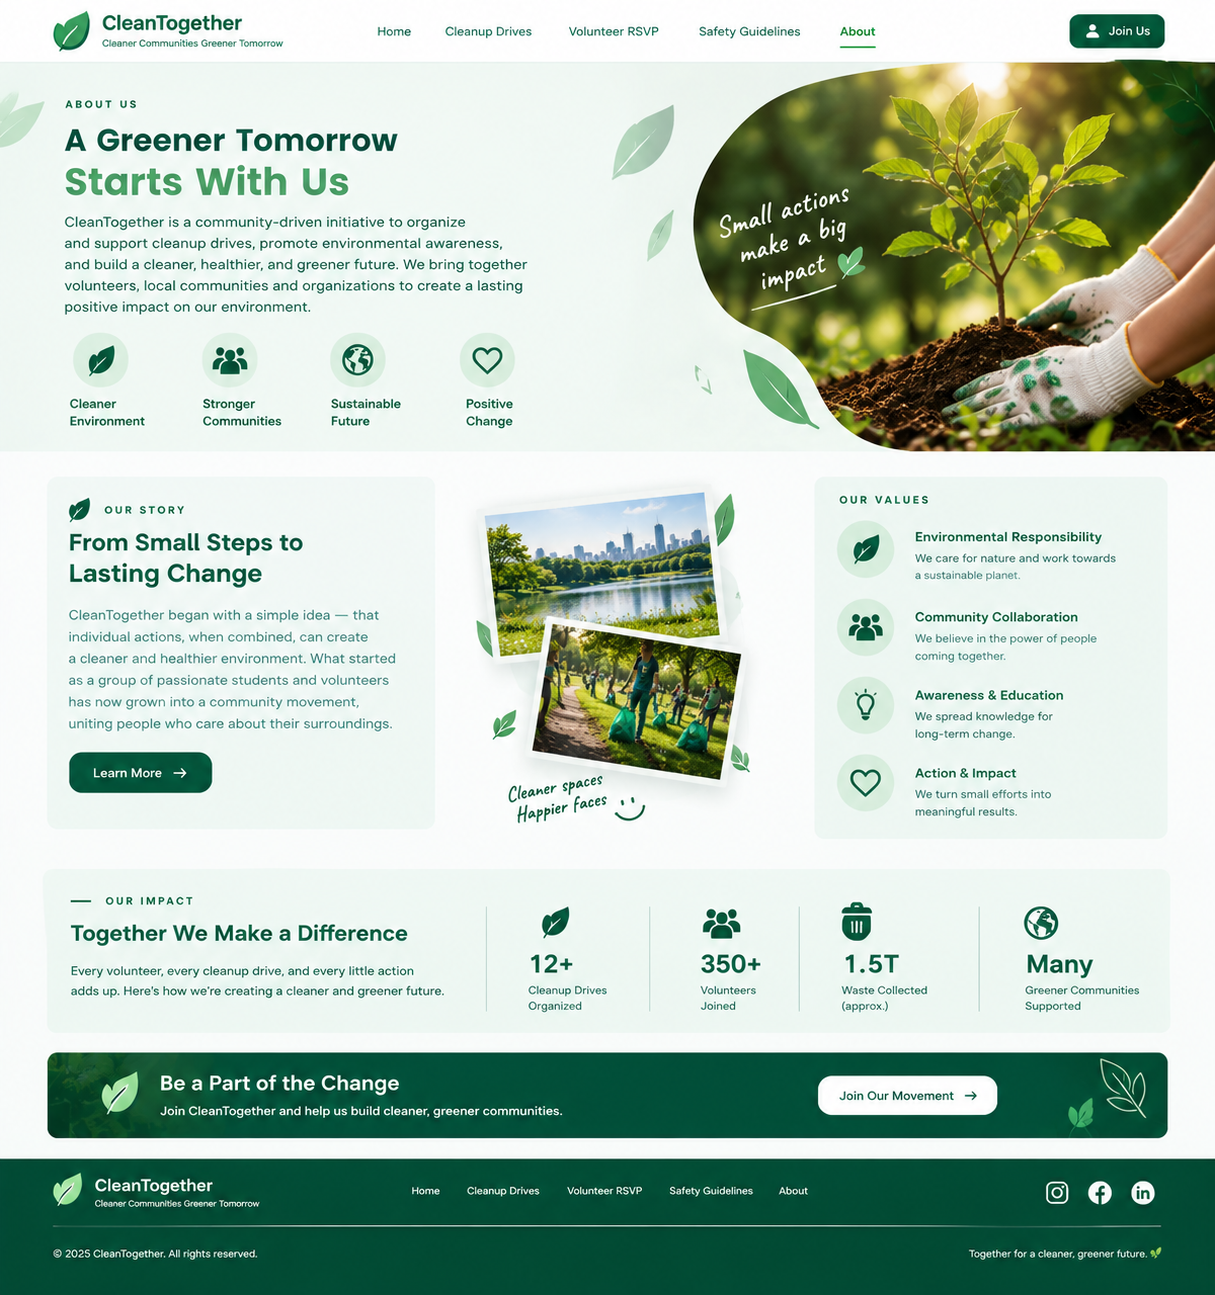 CleanTogether
Cleaner Communities Greener Tomorrow
Home
Cleanup Drives
Volunteer RSVP
Safety Guidelines
About
Join Us
ABOUT US
A Greener Tomorrow
Starts With Us
CleanTogether is a community-driven initiative to organize
and support cleanup drives, promote environmental awareness,
and build a cleaner, healthier, and greener future. We bring together
volunteers, local communities and organizations to create a lasting
positive impact on our environment.
Small actions
make a big
impact
Cleaner
Environment
Stronger
Communities
Sustainable
Future
Positive
Change
OUR STORY
From Small Steps to
Lasting Change
CleanTogether began with a simple idea — that
individual actions, when combined, can create
a cleaner and healthier environment. What started
as a group of passionate students and volunteers
has now grown into a community movement,
uniting people who care about their surroundings.
Learn More →
Cleaner spaces
Happier faces
OUR VALUES
Environmental Responsibility
We care for nature and work towards
a sustainable planet.
Community Collaboration
We believe in the power of people
coming together.
Awareness & Education
We spread knowledge for
long-term change.
Action & Impact
We turn small efforts into
meaningful results.
OUR IMPACT
Together We Make a Difference
Every volunteer, every cleanup drive, and every little action
adds up. Here's how we're creating a cleaner and greener future.
12+
Cleanup Drives
Organized
350+
Volunteers
Joined
1.5T
Waste Collected
(approx.)
Many
Greener Communities
Supported
Be a Part of the Change
Join CleanTogether and help us build cleaner, greener communities.
Join Our Movement →
CleanTogether
Cleaner Communities Greener Tomorrow
Home
Cleanup Drives
Volunteer RSVP
Safety Guidelines
About
© 2025 CleanTogether. All rights reserved.
Together for a cleaner, greener future.